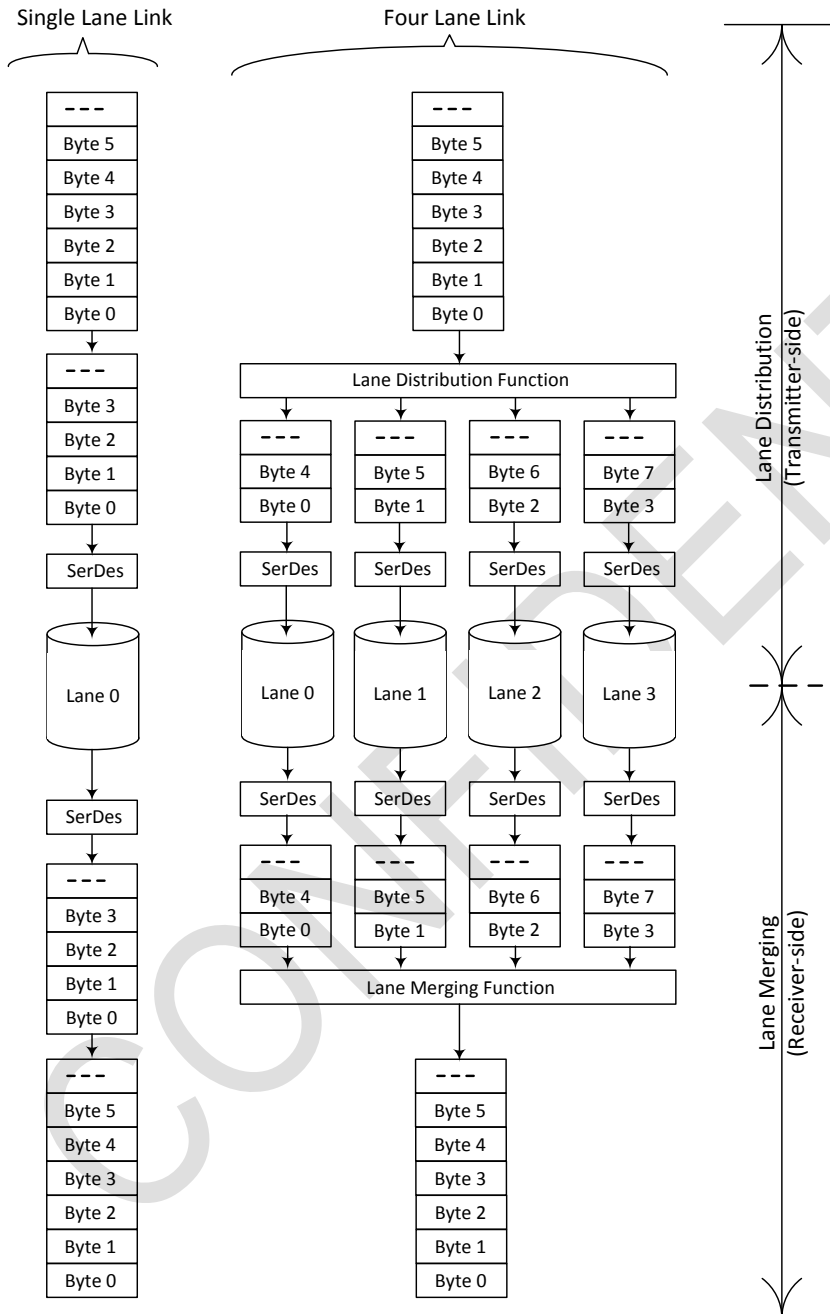 Single Lane Link
Four Lane Link
---
Byte 5
Byte 4
Byte 3
Byte 2
Byte 1
Byte 0
---
Byte 3
Byte 2
Byte 1
Byte 0
SerDes
Lane 0
SerDes
---
Byte 3
Byte 2
Byte 1
Byte 0
---
Byte 5
Byte 4
Byte 3
Byte 2
Byte 1
Byte 0
---
Byte 5
Byte 4
Byte 3
Byte 2
Byte 1
Byte 0
Lane Distribution Function
--- --- --- ---
Byte 4 Byte 5 Byte 6 Byte 7
Byte 0 Byte 1 Byte 2 Byte 3
SerDes SerDes SerDes SerDes
Lane 0 Lane 1 Lane 2 Lane 3
SerDes SerDes SerDes SerDes
--- --- --- ---
Byte 4 Byte 5 Byte 6 Byte 7
Byte 0 Byte 1 Byte 2 Byte 3
Lane Merging Function
---
Byte 5
Byte 4
Byte 3
Byte 2
Byte 1
Byte 0
Lane Distribution
(Transmitter-side)
Lane Merging
(Receiver-side)
CONFIDENT